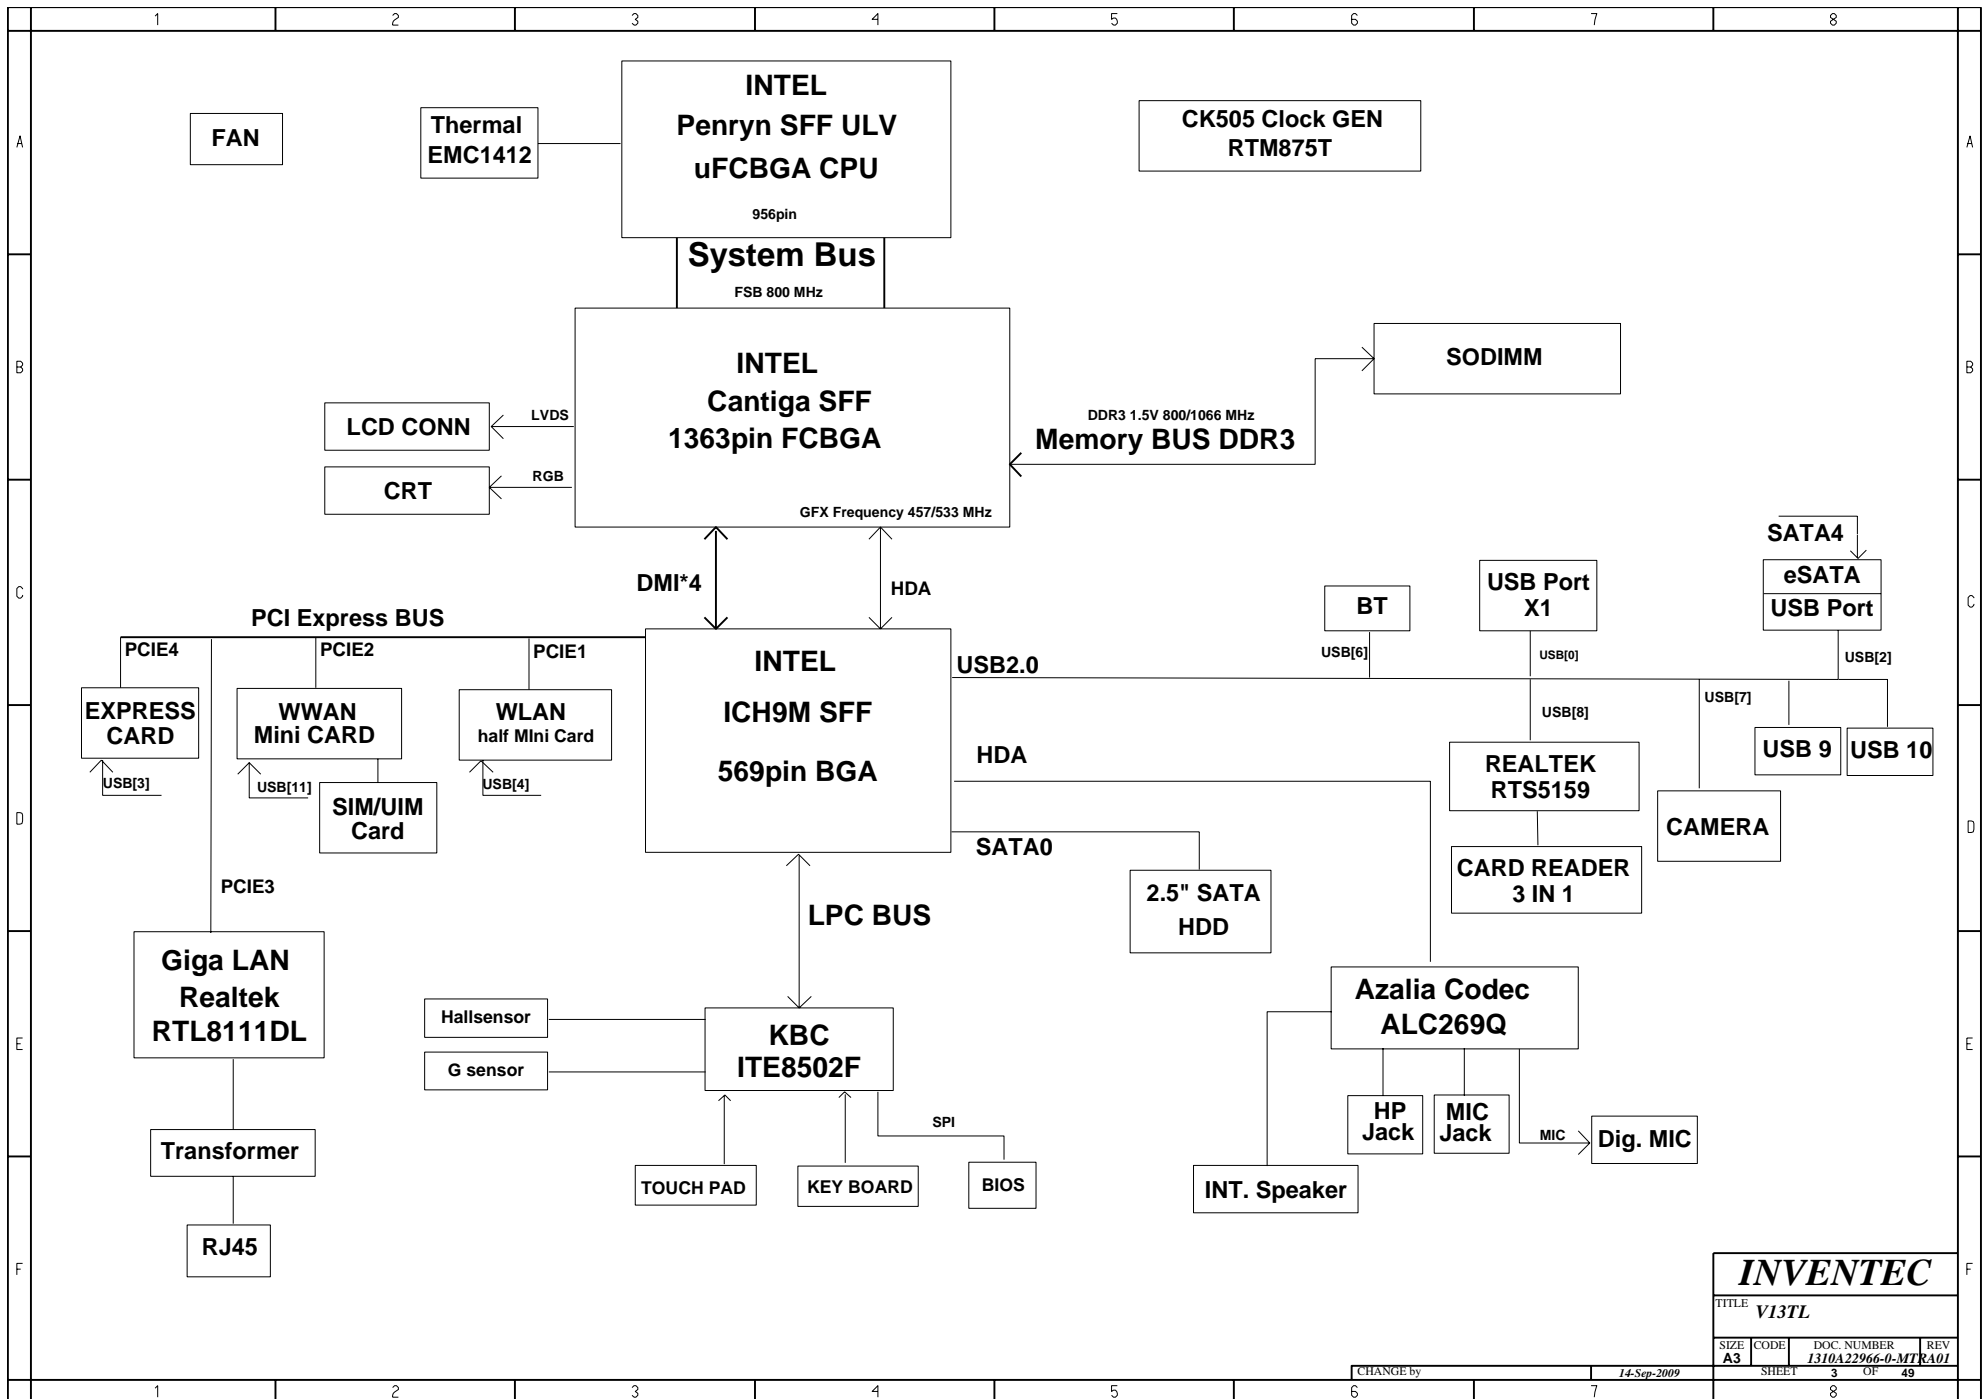 1 2 3 4 5 6 7 8
A
B
C
D
E
F
FAN
Thermal
EMC1412
INTEL
Penryn SFF ULV
uFCBGA CPU
956pin
CK505 Clock GEN
RTM875T
System Bus
FSB 800 MHz
INTEL
Cantiga SFF
1363pin FCBGA
GFX Frequency 457/533 MHz
LCD CONN
LVDS
CRT
RGB
DDR3 1.5V 800/1066 MHz
Memory BUS DDR3
SODIMM
DMI*4
HDA
PCI Express BUS
PCIE4
PCIE2
PCIE1
EXPRESS
CARD
USB[3]
WWAN
Mini CARD
USB[11]
SIM/UIM
Card
WLAN
half MIni Card
USB[4]
PCIE3
INTEL
ICH9M SFF
569pin BGA
USB2.0
HDA
SATA0
BT
USB[6]
USB Port
X1
USB[0]
SATA4
eSATA
USB Port
USB[2]
USB[8]
USB[7]
REALTEK
RTS5159
CARD READER
3 IN 1
USB 9
USB 10
CAMERA
2.5" SATA
HDD
LPC BUS
Giga LAN
Realtek
RTL8111DL
Transformer
RJ45
Hallsensor
G sensor
KBC
ITE8502F
TOUCH PAD
KEY BOARD
SPI
BIOS
Azalia Codec
ALC269Q
HP
Jack
MIC
Jack
MIC
Dig. MIC
INT. Speaker
INVENTEC
TITLE V13TL
SIZE CODE DOC. NUMBER REV
A3 1310A22966-0-MTRA01
CHANGE by 14-Sep-2009 SHEET 3 OF 49
A
B
C
D
E
F
1 2 3 4 5 6 7 8